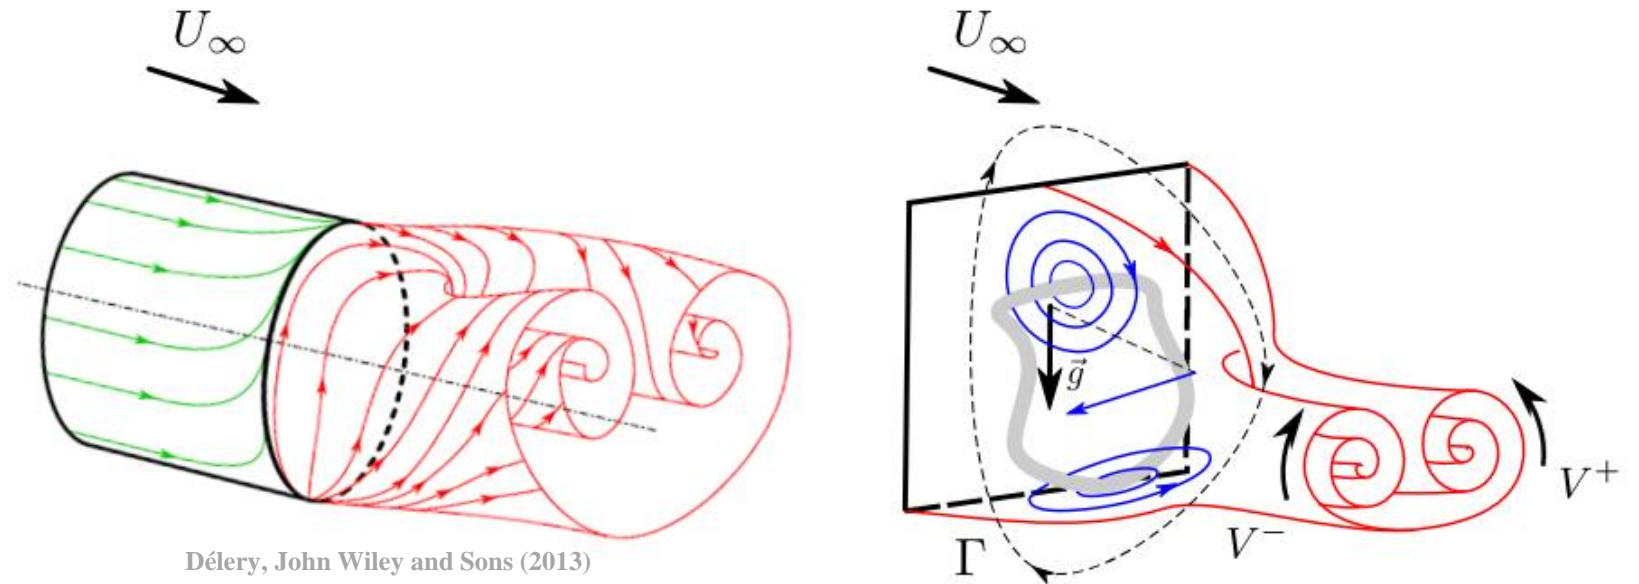 U∞
U∞
g⃗
V⁺
V⁻
Γ
Délery, John Wiley and Sons (2013)